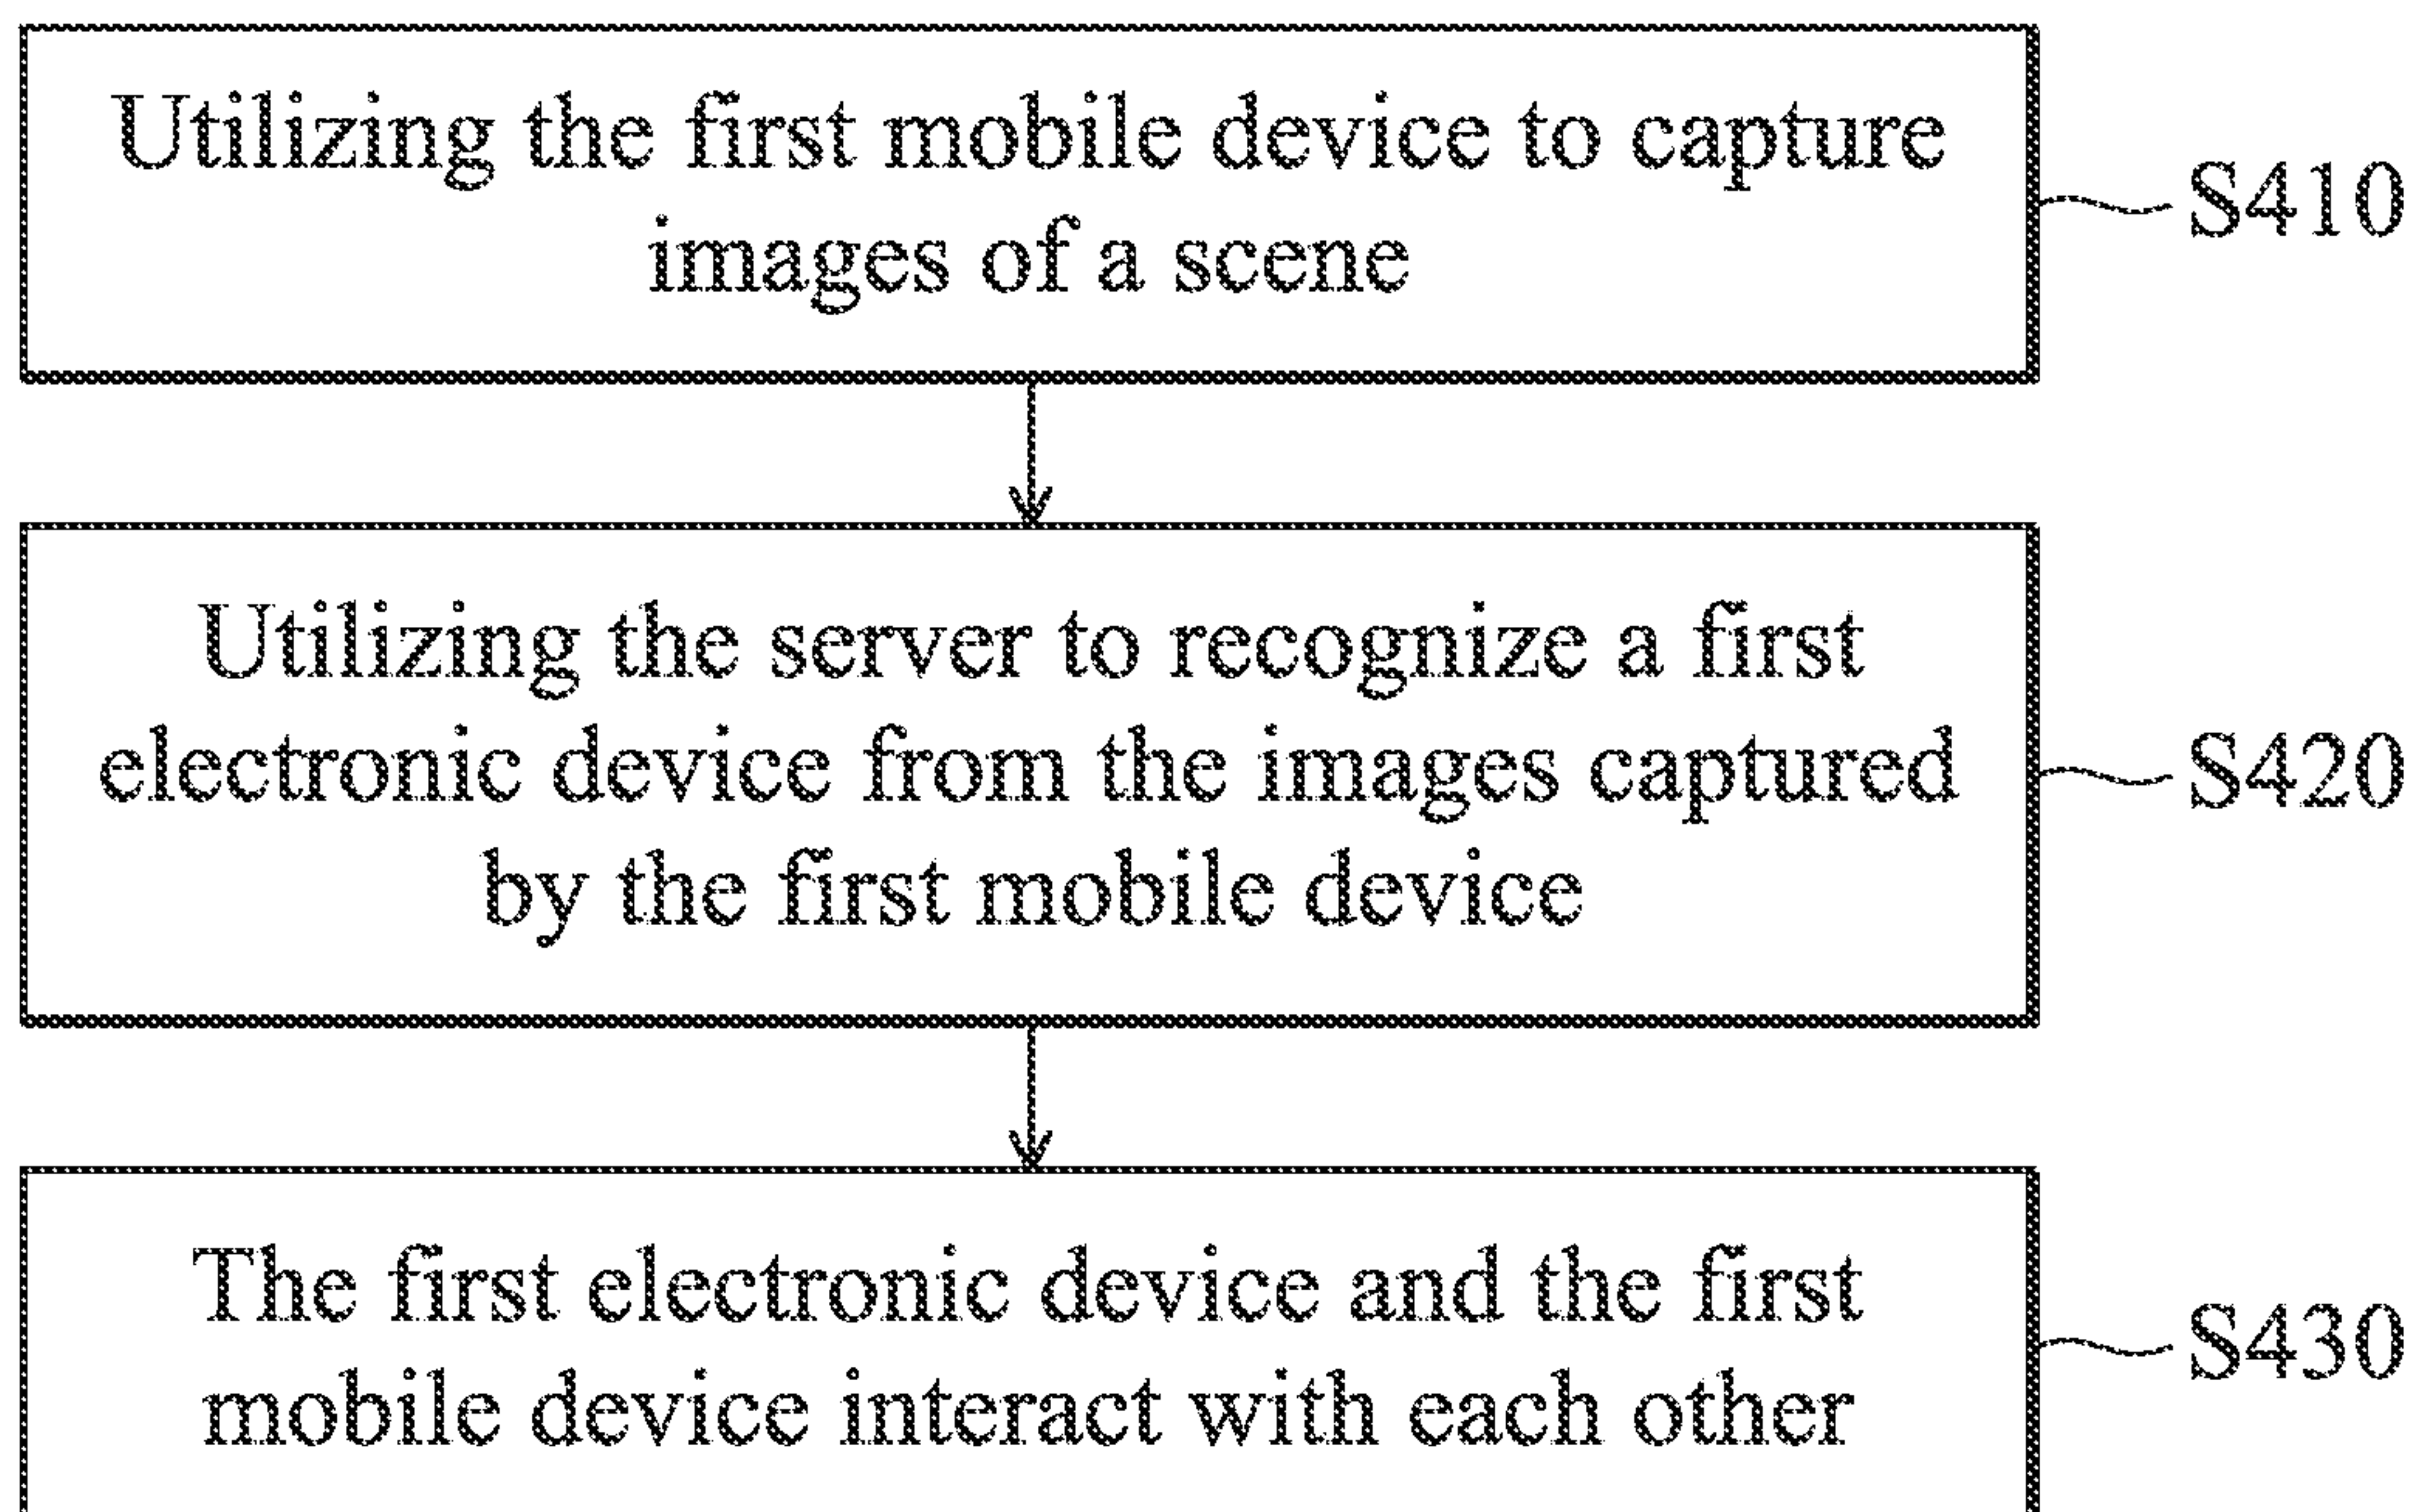 Utilizing the first mobile device to capture
images of a scene
S410
Utilizing the server to recognize a first
electronic device from the images captured
by the first mobile device
S420
The first electronic device and the first
mobile device interact with each other
S430